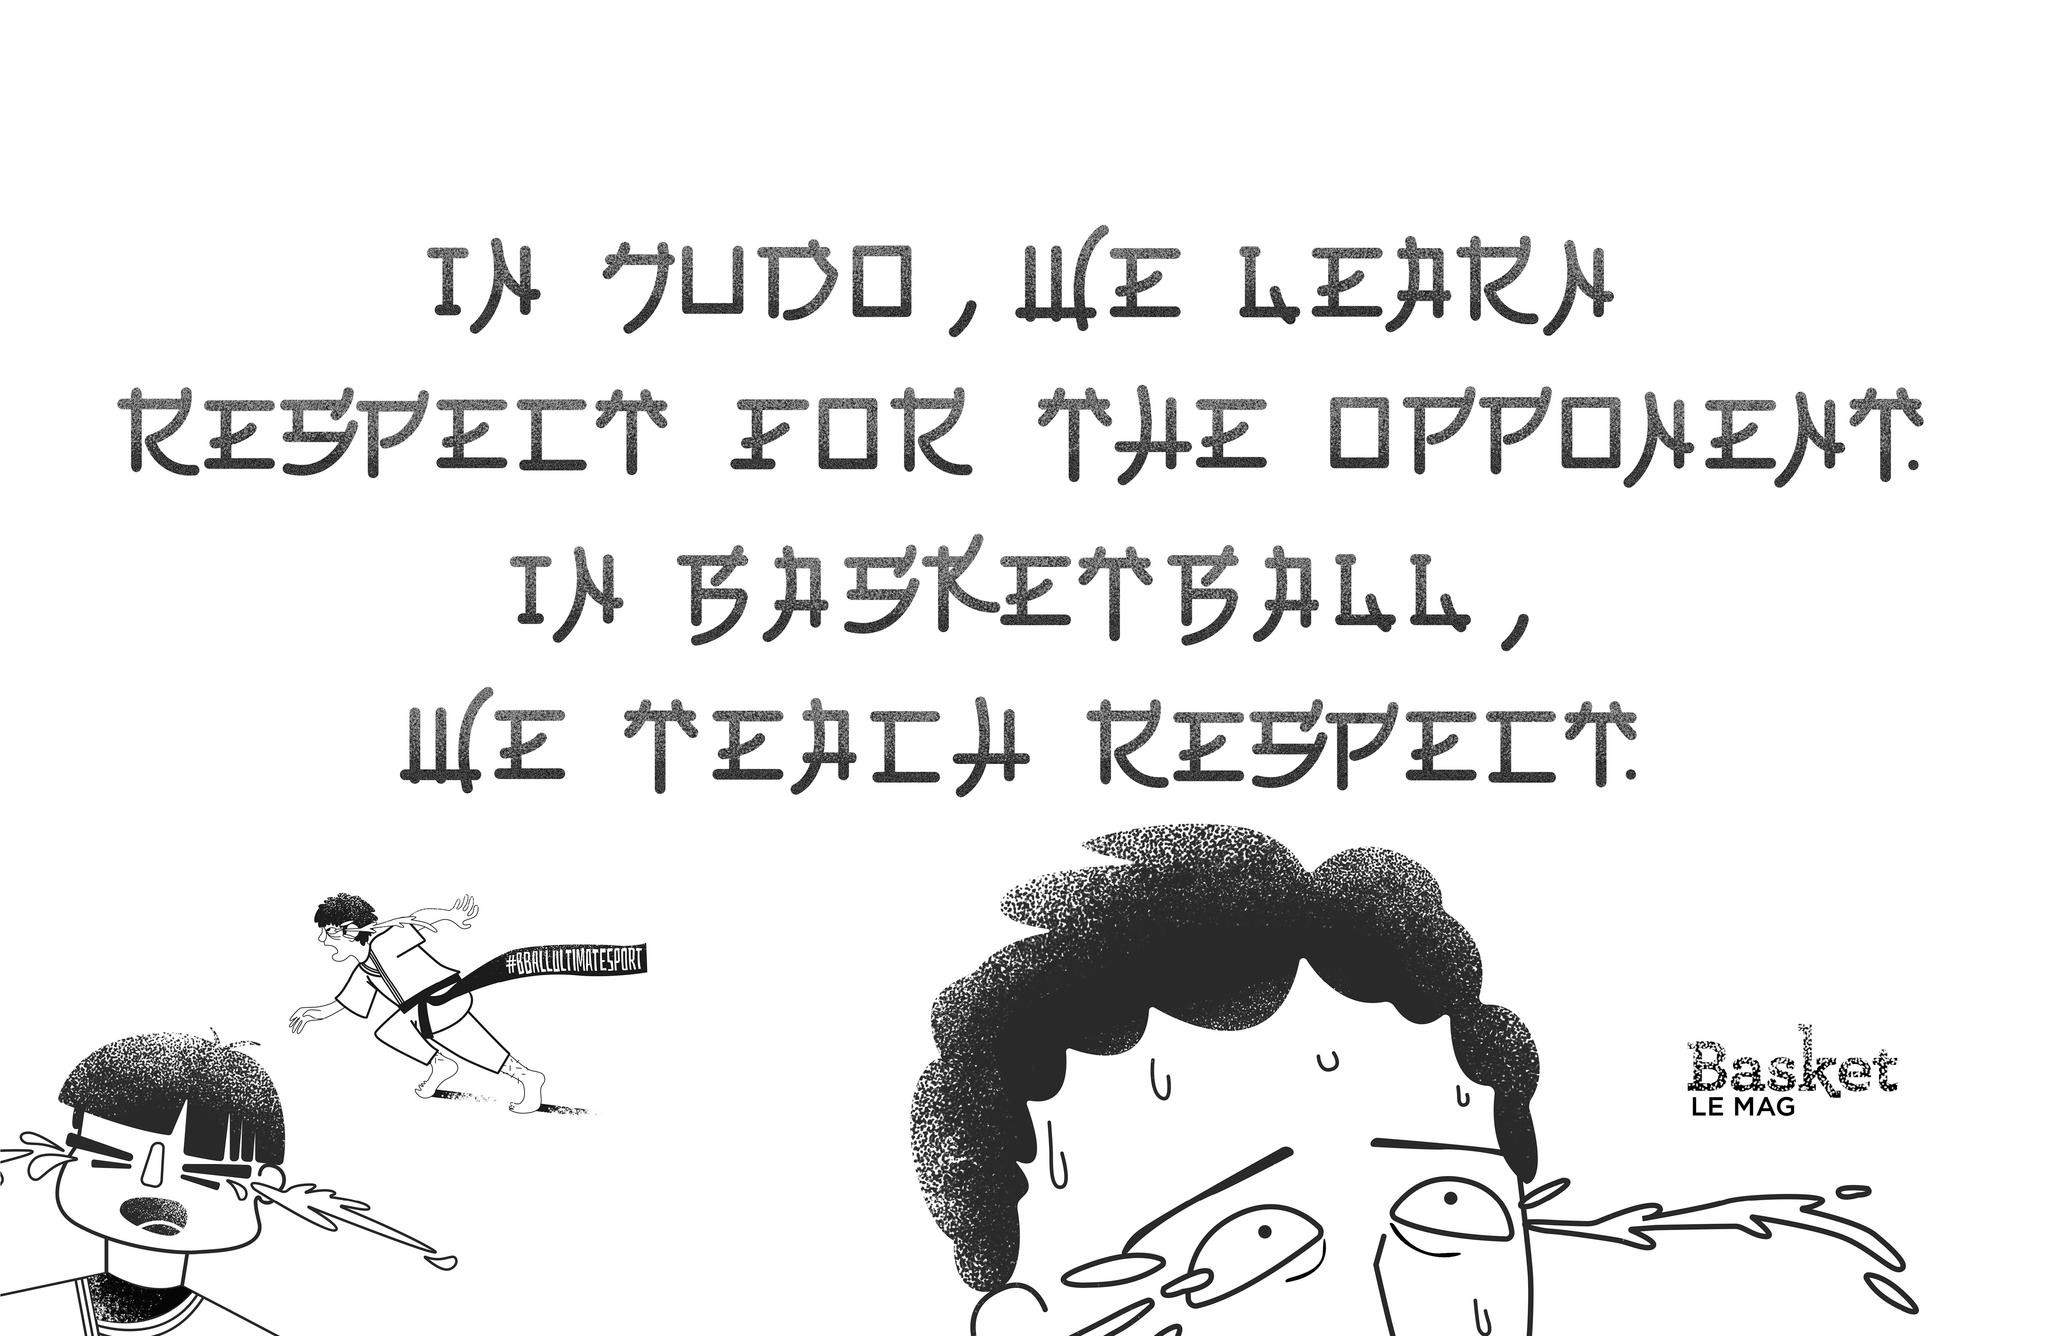 IN JUDO, WE LEARN
RESPECT FOR THE OPPONENT.
IN BASKETBALL,
WE TEACH RESPECT.
#BBALLULTIMATESPORT
Basket
LE MAG